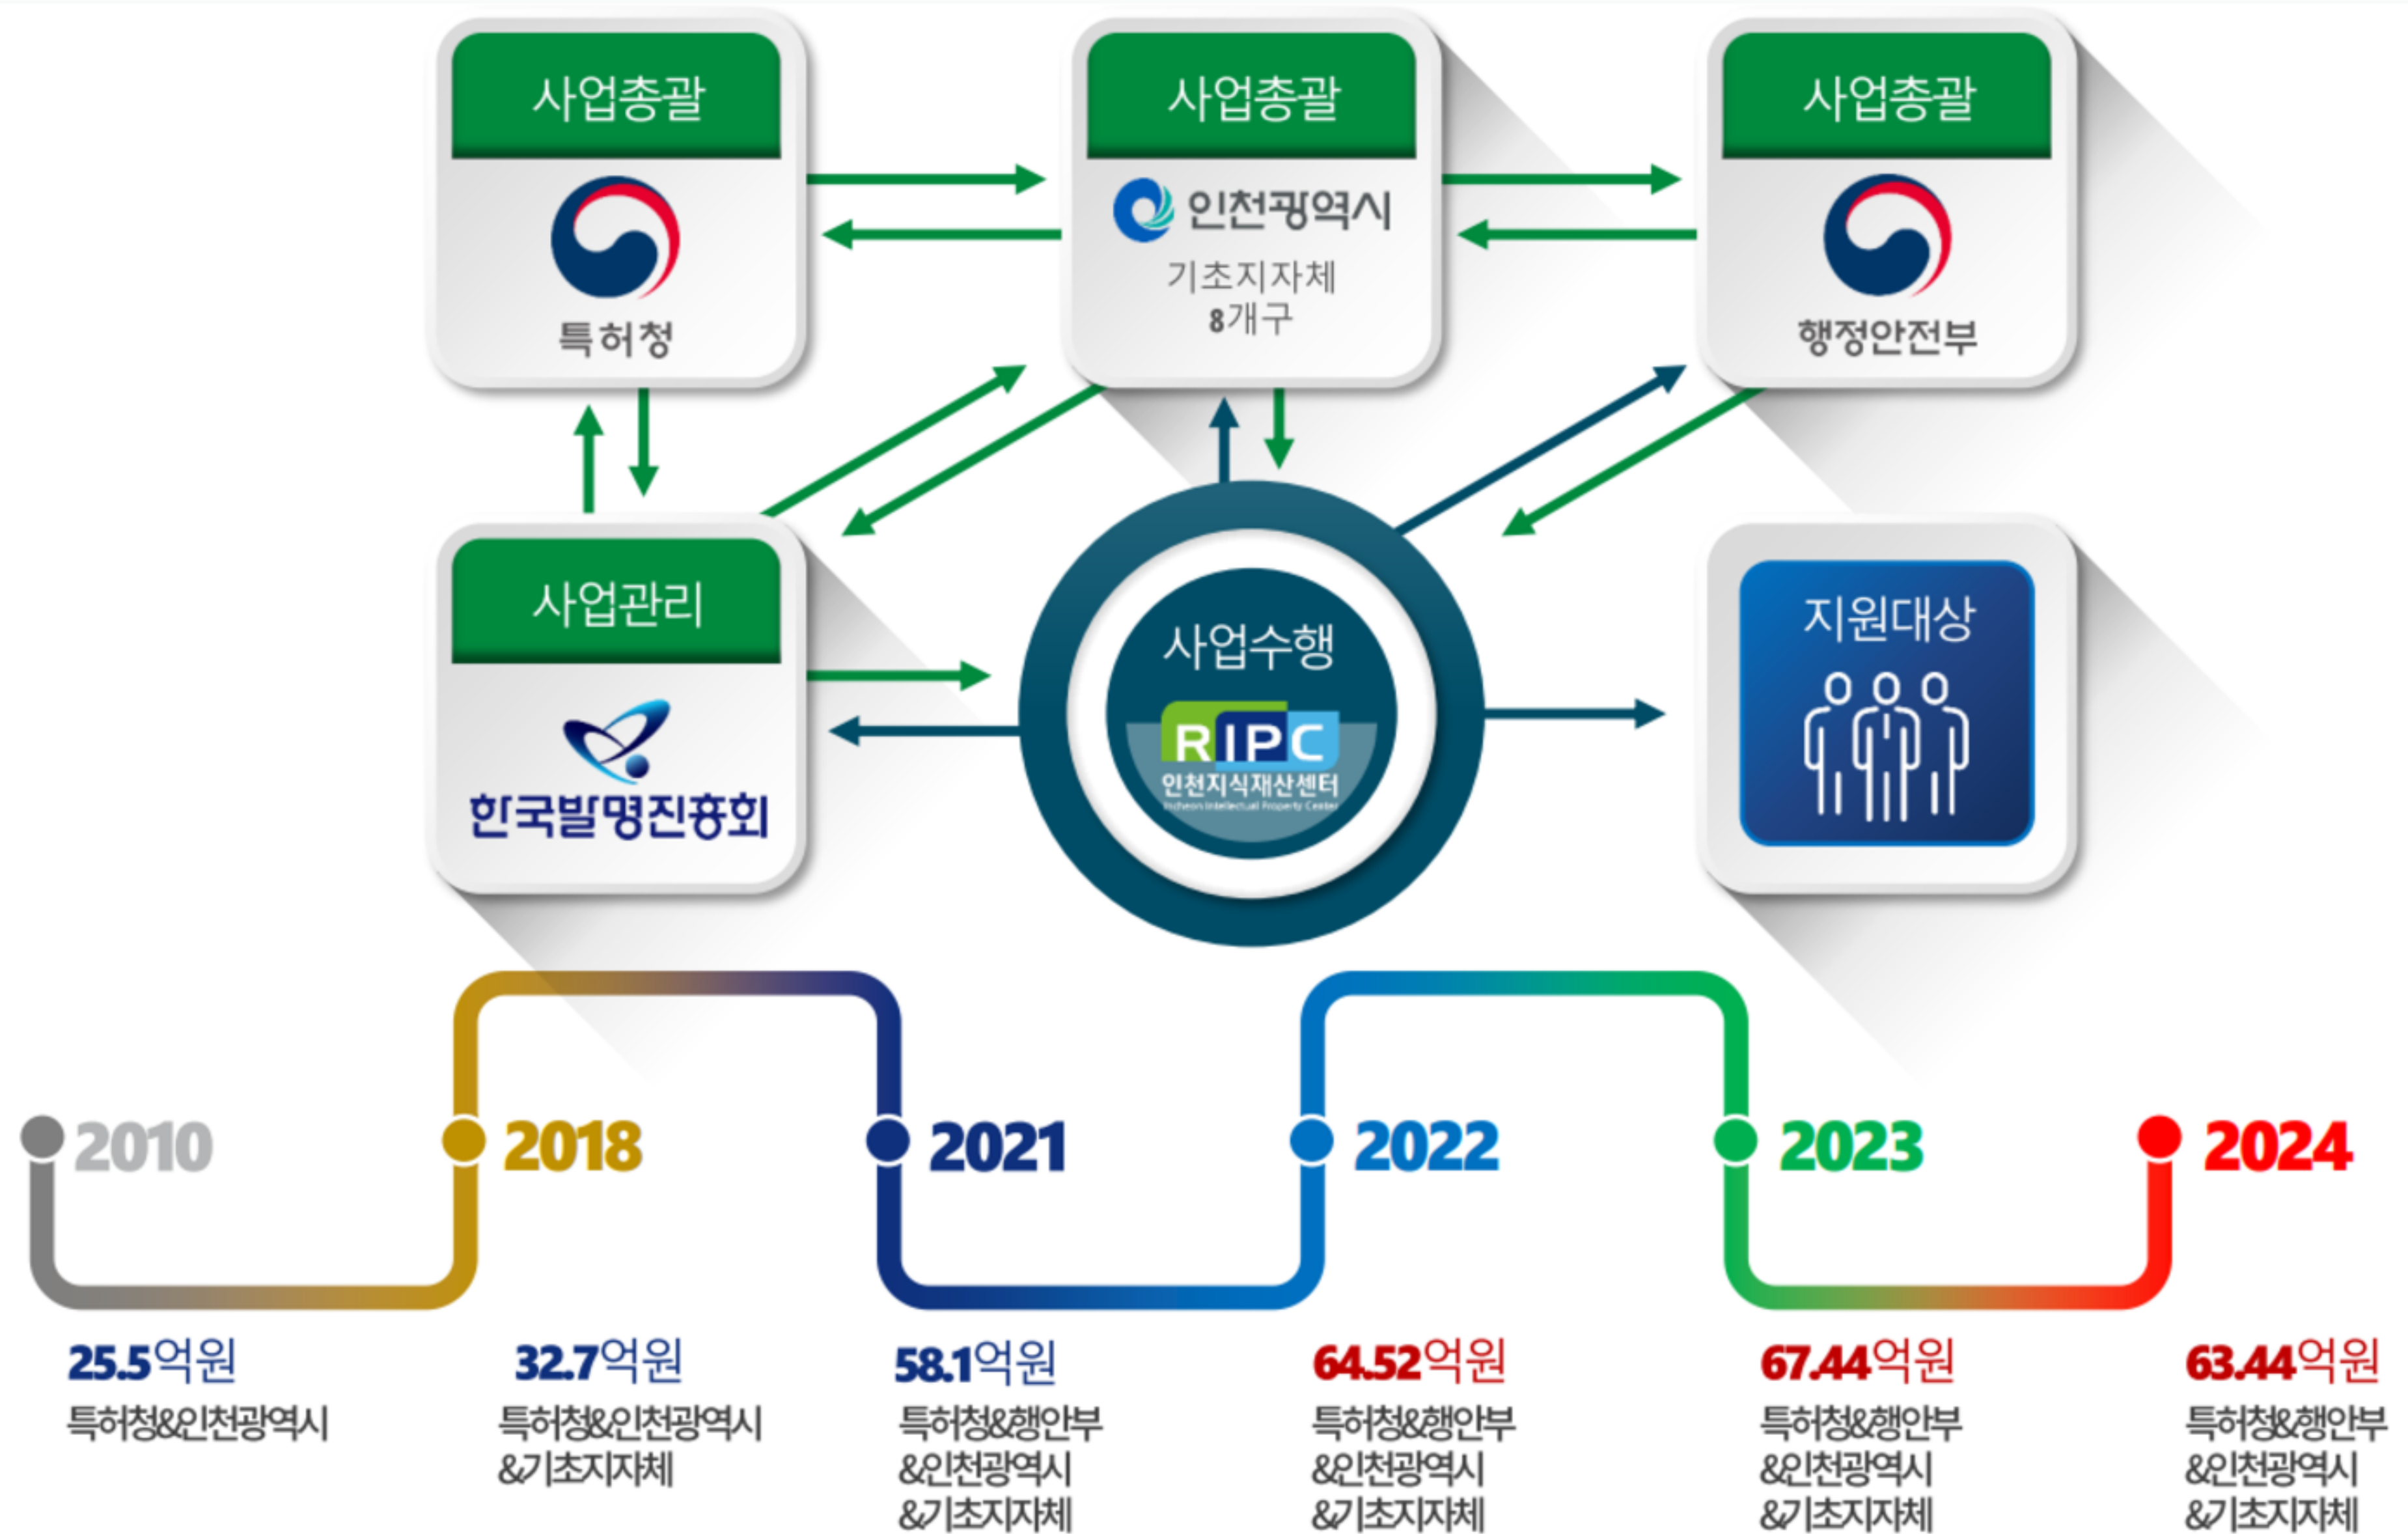 사업총괄
특허청
사업총괄
인천광역시
기초지자체
8개구
사업총괄
행정안전부
사업관리
한국발명진흥회
사업수행
RIPC
인천지식재산센터
Incheon Intellectual Property Center
지원대상
2010
2018
2021
2022
2023
2024
25.5억원
특허청&인천광역시
32.7억원
특허청&인천광역시
&기초지자체
58.1억원
특허청&행안부
&인천광역시
&기초지자체
64.52억원
특허청&행안부
&인천광역시
&기초지자체
67.44억원
특허청&행안부
&인천광역시
&기초지자체
63.44억원
특허청&행안부
&인천광역시
&기초지자체